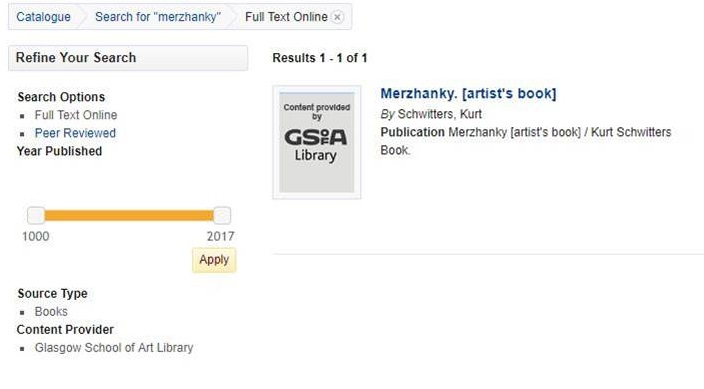 Catalogue Search for "merzhanky" Full Text Online
Refine Your Search
Search Options
Full Text Online
Peer Reviewed
Year Published
1000 2017
Apply
Source Type
Books
Content Provider
Glasgow School of Art Library
Results 1 - 1 of 1
Content provided
by
GSOFA
Library
Merzhanky. [artist's book]
By Schwitters, Kurt
Publication Merzhanky [artist's book] / Kurt Schwitters
Book.